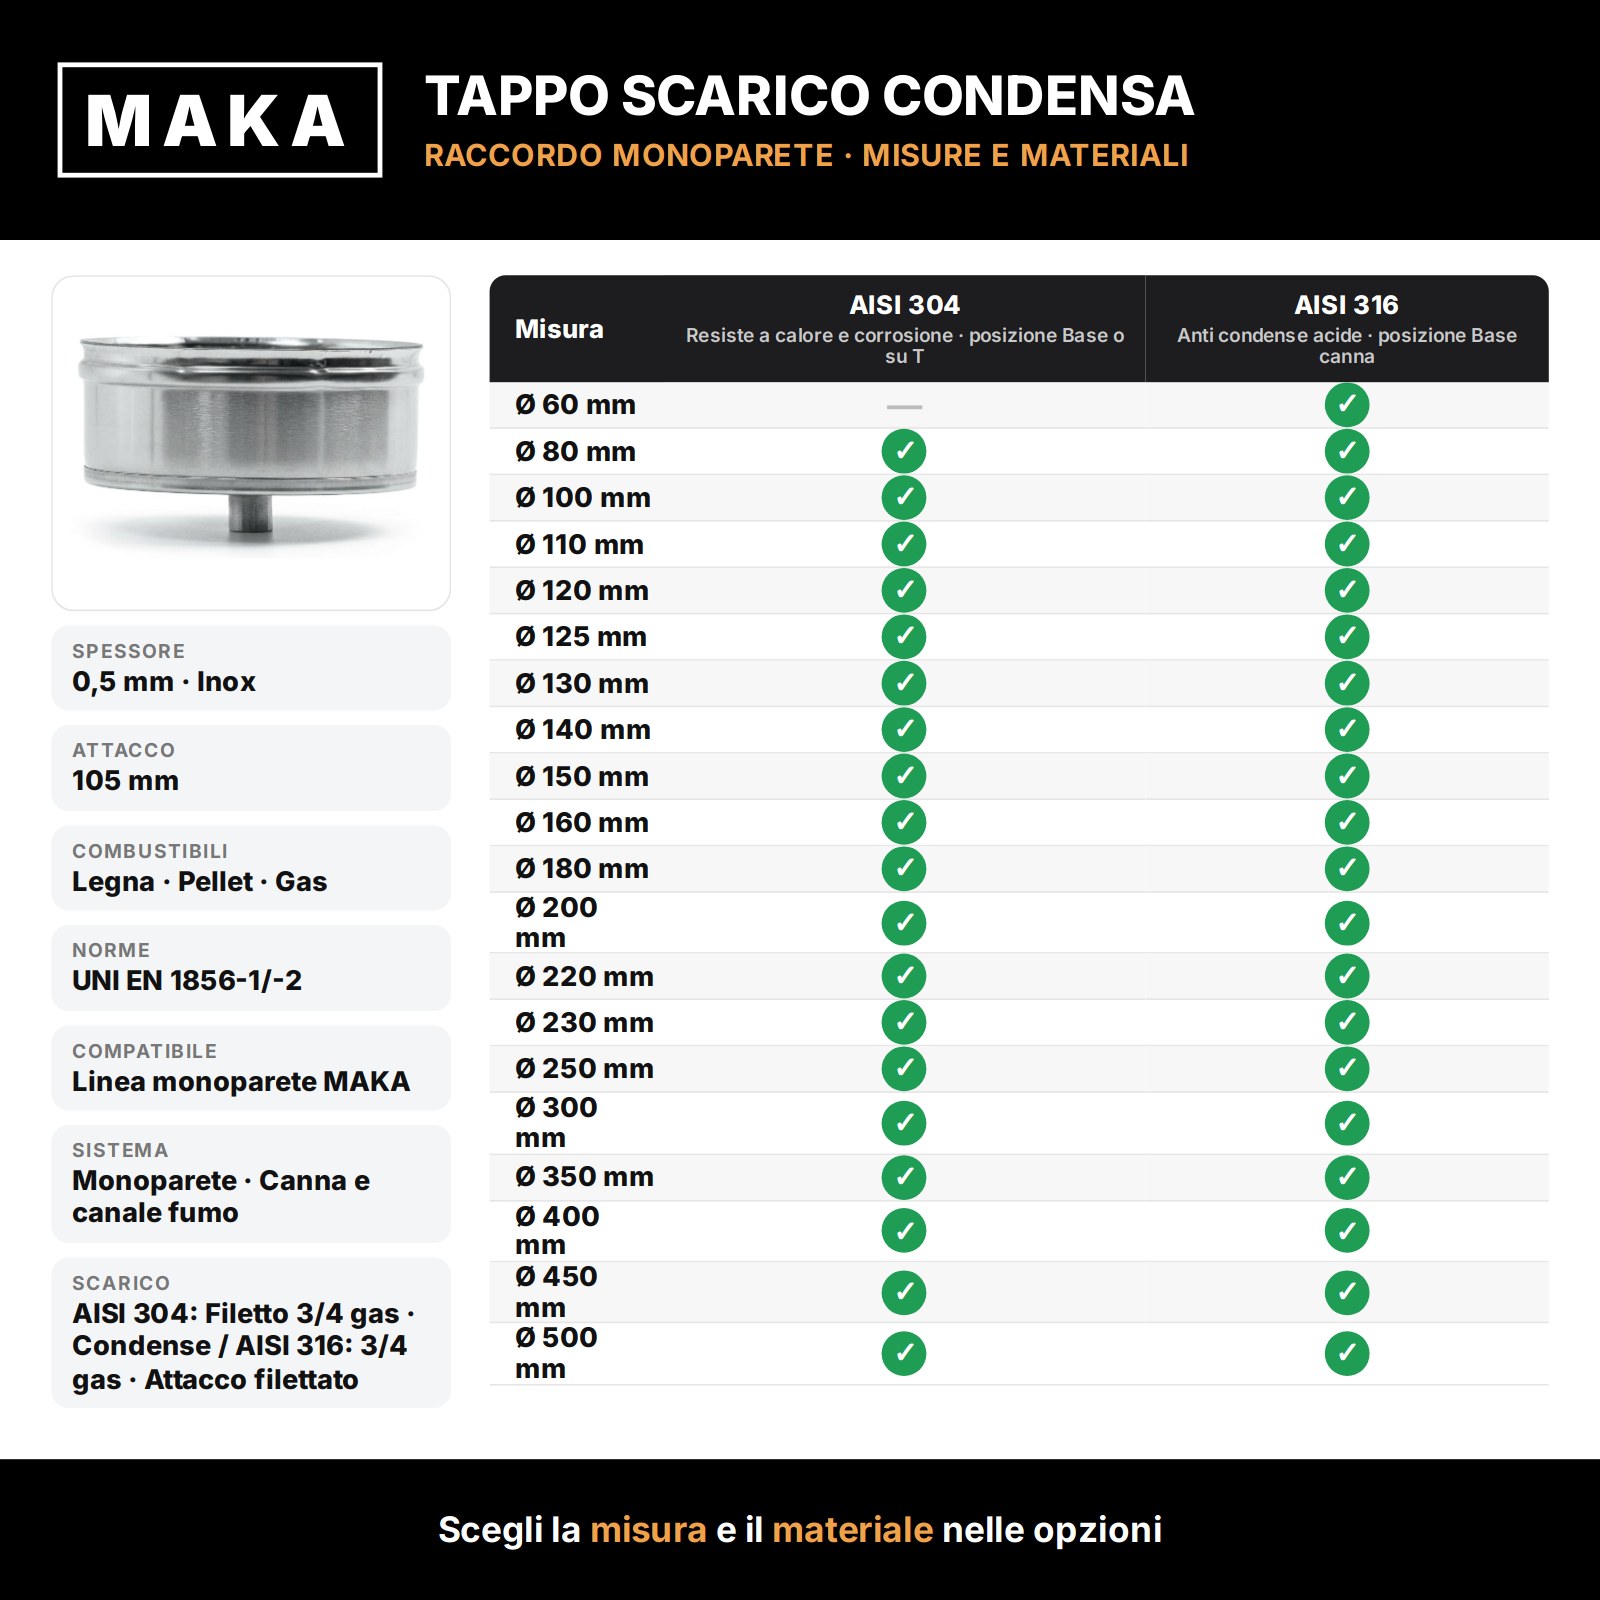 MAKA
TAPPO SCARICO CONDENSA
RACCORDO MONOPARETE · MISURE E MATERIALI
SPESSORE
0,5 mm · Inox
ATTACCO
105 mm
COMBUSTIBILI
Legna · Pellet · Gas
NORME
UNI EN 1856-1/-2
COMPATIBILE
Linea monoparete MAKA
SISTEMA
Monoparete · Canna e
canale fumo
SCARICO
AISI 304: Filetto 3/4 gas ·
Condense / AISI 316: 3/4
gas · Attacco filettato
Misura
AISI 304
Resiste a calore e corrosione · posizione Base o
su T
AISI 316
Anti condense acide · posizione Base
canna
Ø 60 mm — ✓
Ø 80 mm ✓ ✓
Ø 100 mm ✓ ✓
Ø 110 mm ✓ ✓
Ø 120 mm ✓ ✓
Ø 125 mm ✓ ✓
Ø 130 mm ✓ ✓
Ø 140 mm ✓ ✓
Ø 150 mm ✓ ✓
Ø 160 mm ✓ ✓
Ø 180 mm ✓ ✓
Ø 200
mm ✓ ✓
Ø 220 mm ✓ ✓
Ø 230 mm ✓ ✓
Ø 250 mm ✓ ✓
Ø 300
mm ✓ ✓
Ø 350 mm ✓ ✓
Ø 400
mm ✓ ✓
Ø 450
mm ✓ ✓
Ø 500
mm ✓ ✓
Scegli la misura e il materiale nelle opzioni